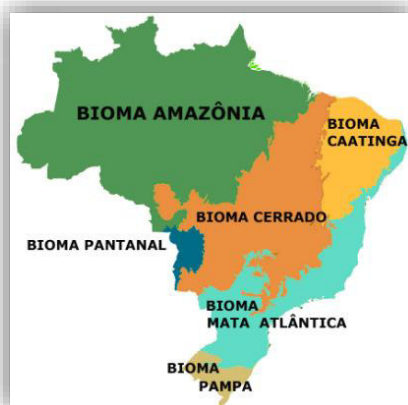 BIOMA AMAZÔNIA
BIOMA
CAATINGA
BIOMA CERRADO
BIOMA PANTANAL
BIOMA
MATA ATLÂNTICA
BIOMA
PAMPA